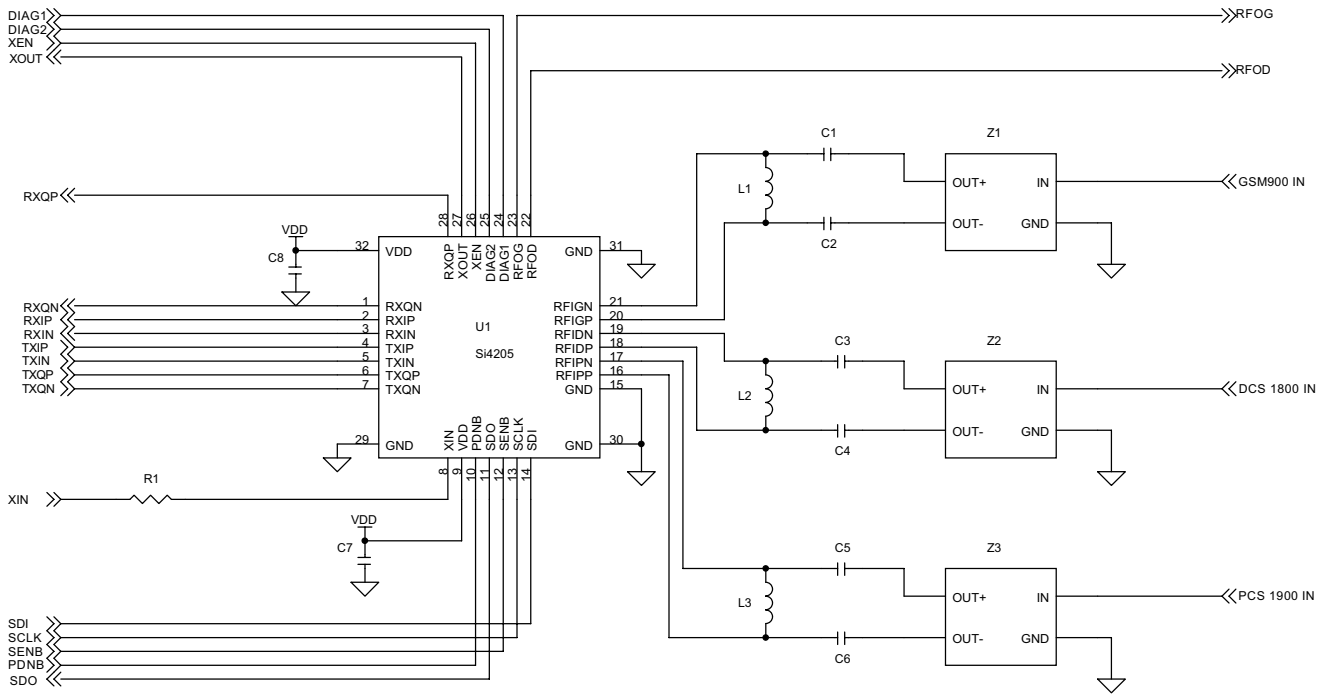 DIAG1
DIAG2
XEN
XOUT
RFOG
RFOD
C1
Z1
L1
OUT+
IN
GSM900 IN
OUT-
GND
C2
RXQP
28
27
26
25
24
23
22
VDD
C8
32
VDD
RXQP
XOUT
XEN
DIAG2
DIAG1
RFOG
RFOD
GND
31
RXQN
1
RXQN
RFIGN
21
RXIP
2
RXIP
RFIGP
20
RXIN
3
RXIN
U1
RFIDN
19
TXIP
4
TXIP
RFIDP
18
TXIN
5
TXIN
Si4205
RFIPN
17
TXQP
6
TXQP
RFIPP
16
TXQN
7
TXQN
GND
15
C3
Z2
L2
OUT+
IN
DCS 1800 IN
OUT-
GND
C4
29
GND
XIN
VDD
PDNB
SDO
SENB
SCLK
SDI
GND
30
8
9
10
11
12
13
14
XIN
R1
VDD
C7
C5
Z3
L3
OUT+
IN
PCS 1900 IN
OUT-
GND
C6
SDI
SCLK
SENB
PDNB
SDO